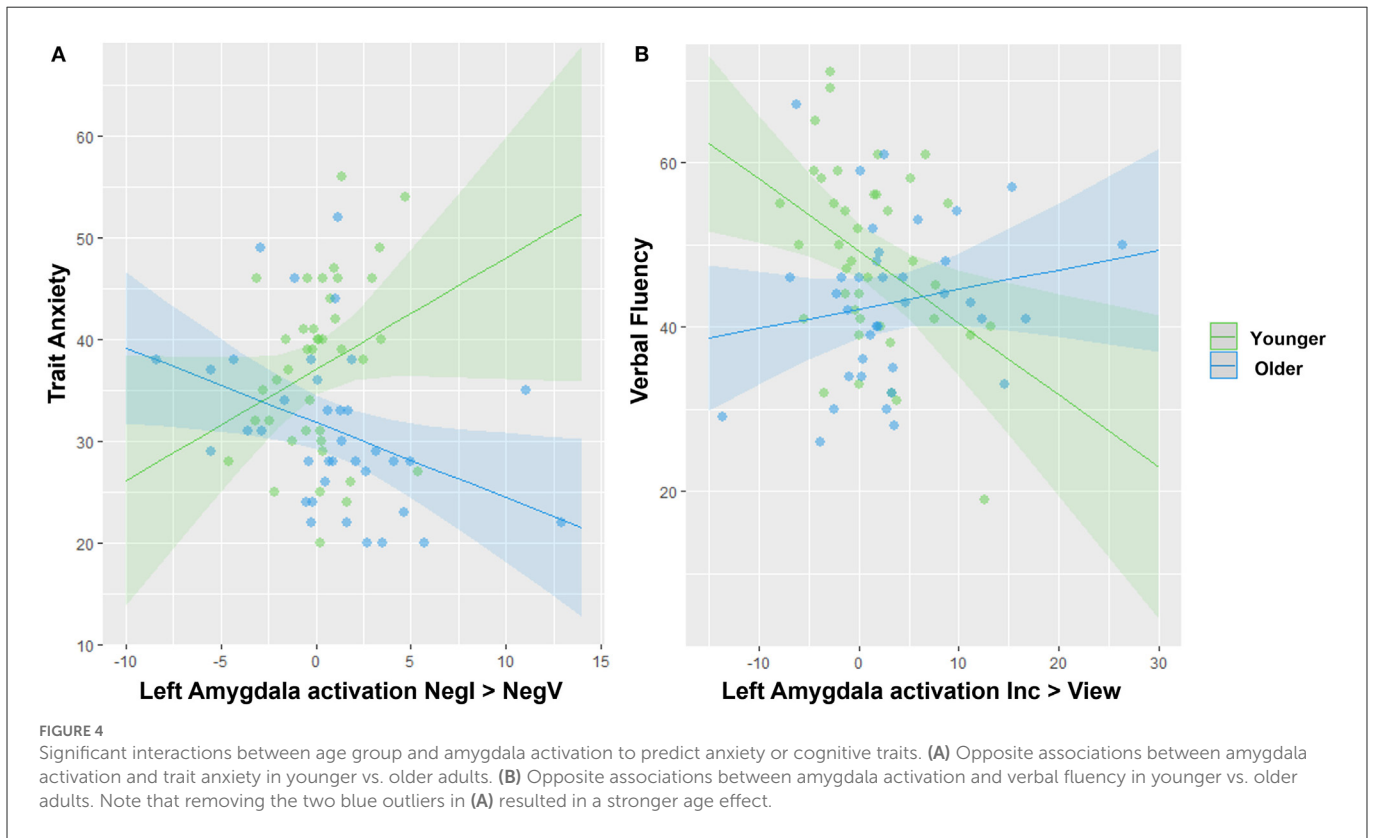 A
B
Trait Anxiety
60
50
40
30
20
10
-10
-5
0
5
10
15
Left Amygdala activation NegI > NegV
Verbal Fluency
60
40
20
-10
0
10
20
30
Left Amygdala activation Inc > View
Younger
Older
FIGURE 4
Significant interactions between age group and amygdala activation to predict anxiety or cognitive traits. (A) Opposite associations between amygdala
activation and trait anxiety in younger vs. older adults. (B) Opposite associations between amygdala activation and verbal fluency in younger vs. older
adults. Note that removing the two blue outliers in (A) resulted in a stronger age effect.